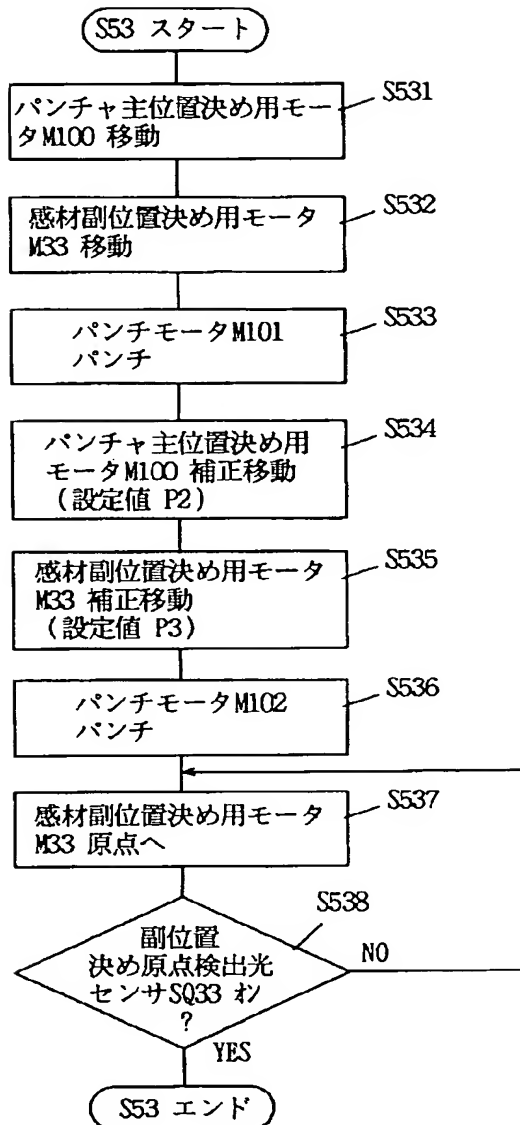 S53 スタート
S531
パンチャ主位置決め用モー
タM100 移動
S532
感材副位置決め用モータ
M33 移動
S533
パンチモータM101
パンチ
S534
パンチャ主位置決め用
モータM100 補正移動
(設定値 P2)
S535
感材副位置決め用モータ
M33 補正移動
(設定値 P3)
S536
パンチモータM102
パンチ
S537
感材副位置決め用モータ
M33 原点へ
S538
副位置
決め原点検出光
センサSQ33 オン
?
NO
YES
S53 エンド